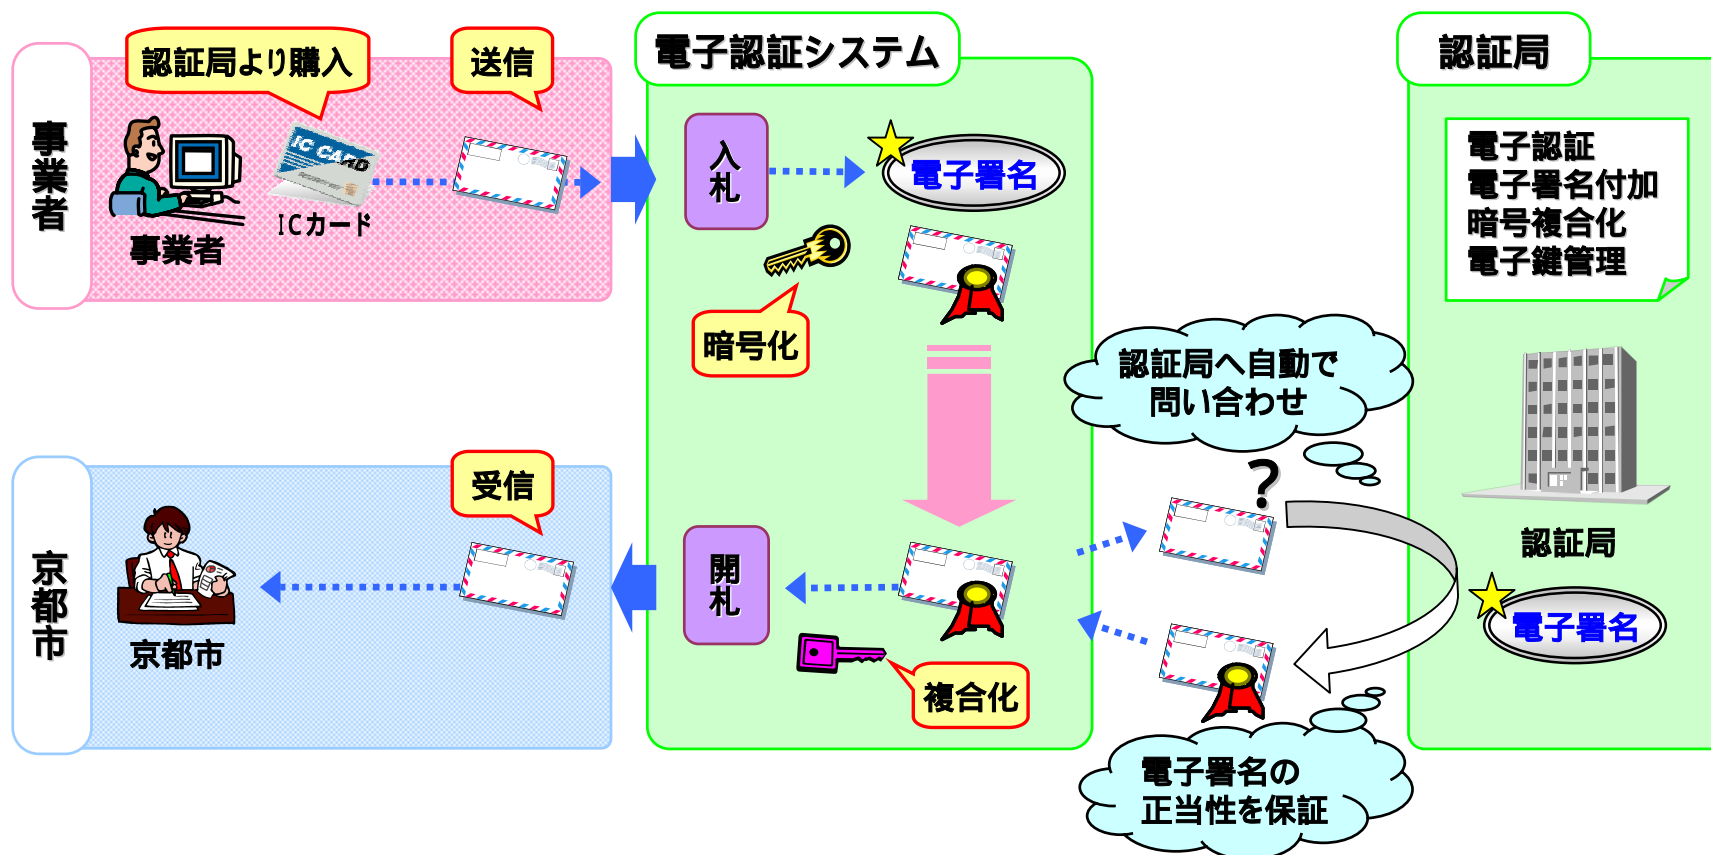 事業者
認証局より購入
送信
IC CARD
ICカード
事業者
電子認証システム
入札
電子署名
暗号化
認証局
電子認証
電子署名付加
暗号複合化
電子鍵管理
認証局へ自動で
問い合わせ
?
認証局
電子署名
京都市
受信
京都市
開札
複合化
電子署名の
正当性を保証